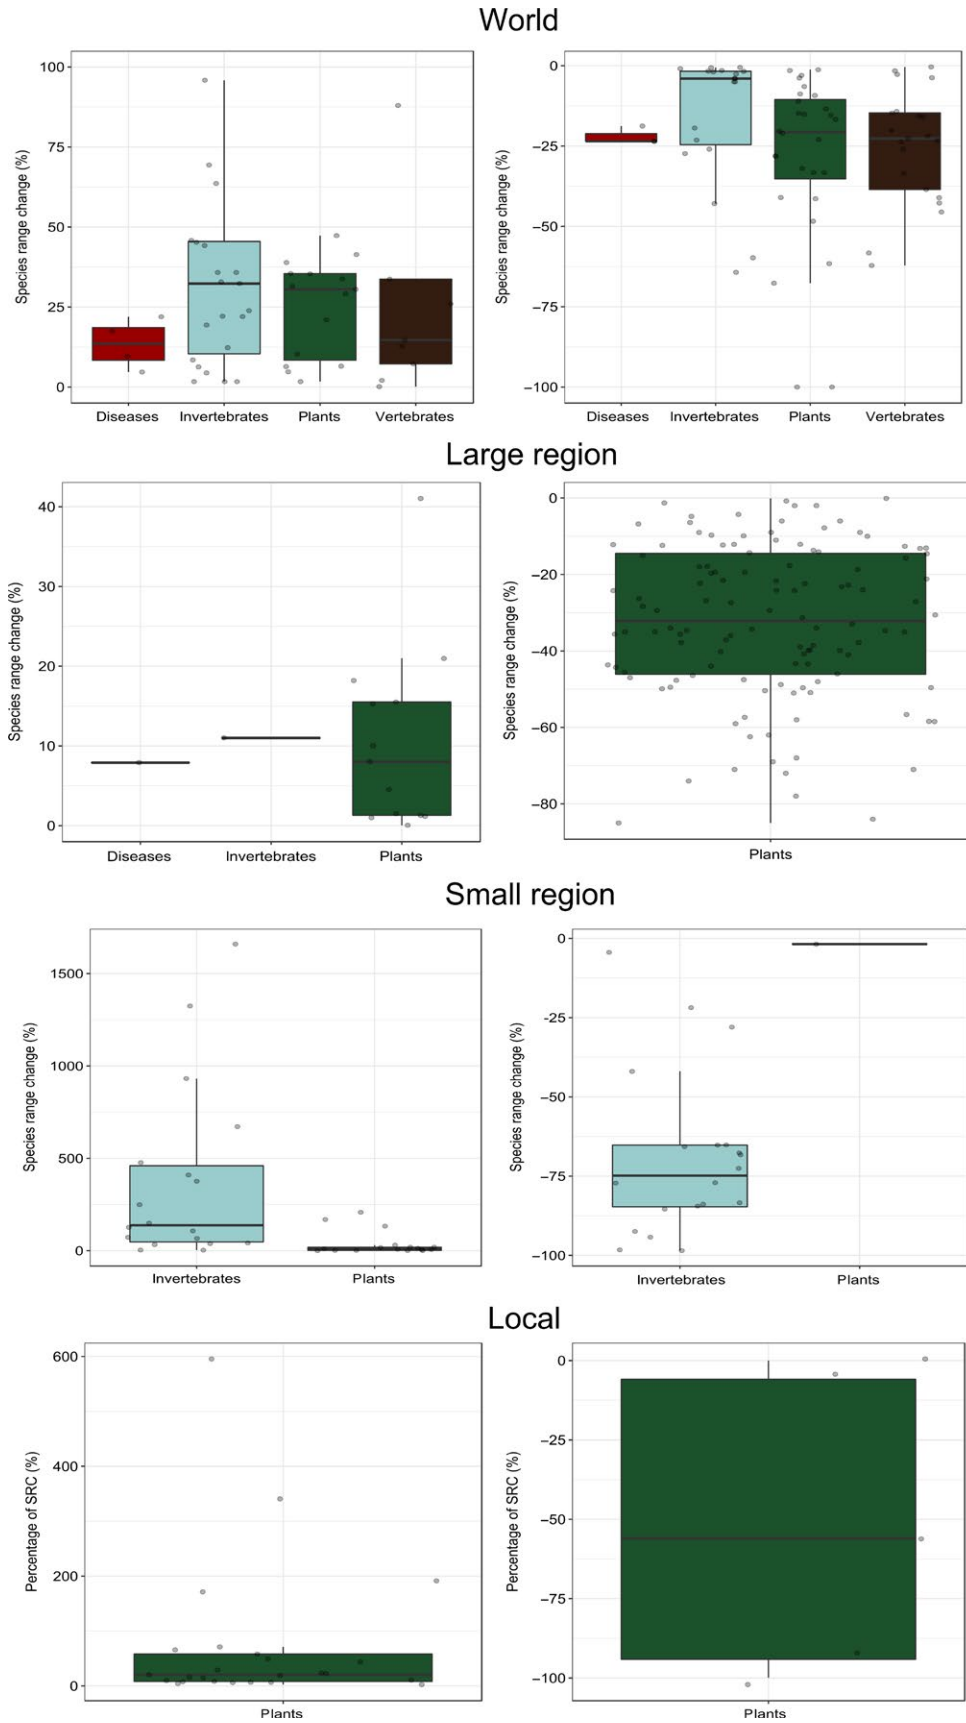 World
Species range change (%)
100
75
50
25
0
Diseases Invertebrates Plants Vertebrates
Species range change (%)
0
−25
−50
−75
−100
Diseases Invertebrates Plants Vertebrates
Large region
Species range change (%)
40
30
20
10
0
Diseases Invertebrates Plants
Species range change (%)
0
−20
−40
−60
−80
Plants
Small region
Species range change (%)
1500
1000
500
0
Invertebrates Plants
Species range change (%)
0
−25
−50
−75
−100
Invertebrates Plants
Local
Percentage of SRC (%)
600
400
200
0
Plants
Percentage of SRC (%)
0
−25
−50
−75
−100
Plants